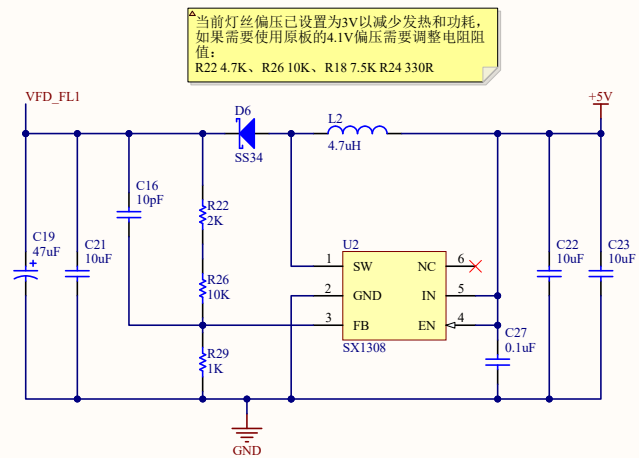 当前灯丝偏压已设置为3V以减少发热和功耗，
如果需要使用原板的4.1V偏压需要调整电阻阻
值：
R22 4.7K、R26 10K、R18 7.5K R24 330R
VFD_FL1
+5V
D6
SS34
L2
4.7uH
C16
10pF
R22
2K
C19
47uF
+
C21
10uF
R26
10K
U2
1 SW NC 6
2 GND IN 5
3 FB EN 4
SX1308
C22
10uF
C23
10uF
C27
0.1uF
R29
1K
GND